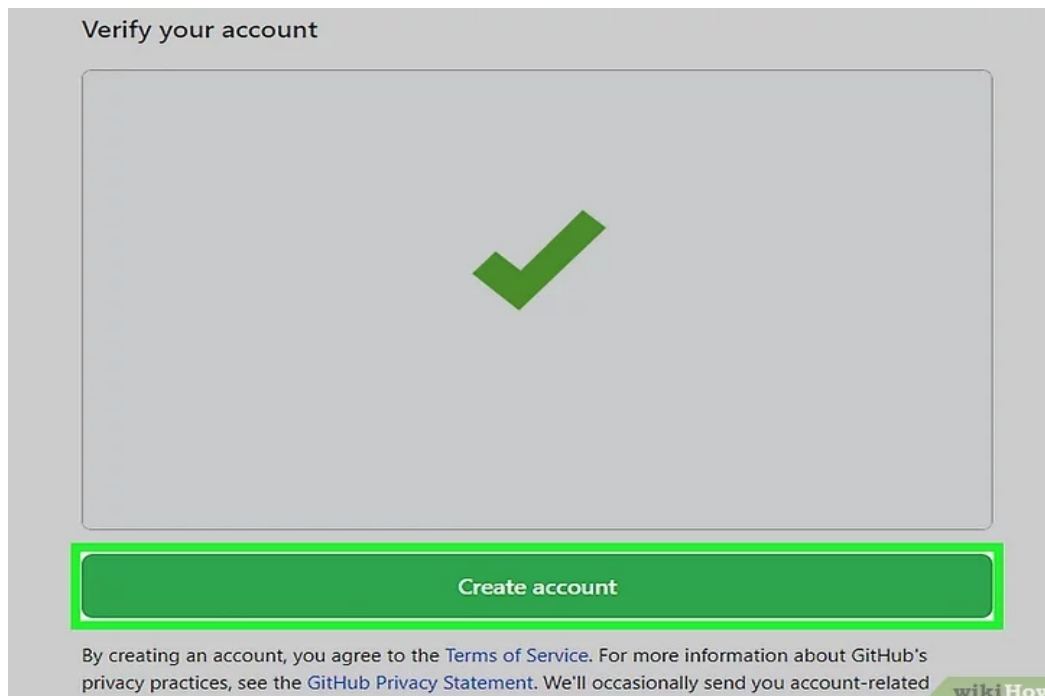 Verify your account
Create account
By creating an account, you agree to the Terms of Service. For more information about GitHub's
privacy practices, see the GitHub Privacy Statement. We'll occasionally send you account-related
wikiHow